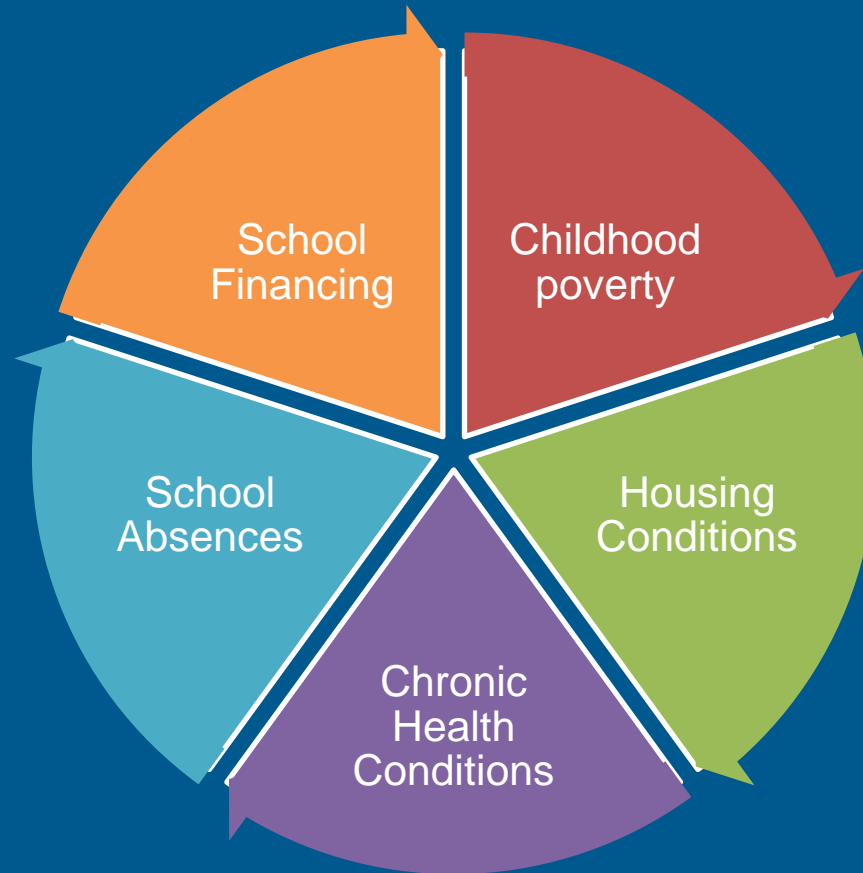 School
Financing
Childhood
poverty
School
Absences
Housing
Conditions
Chronic
Health
Conditions